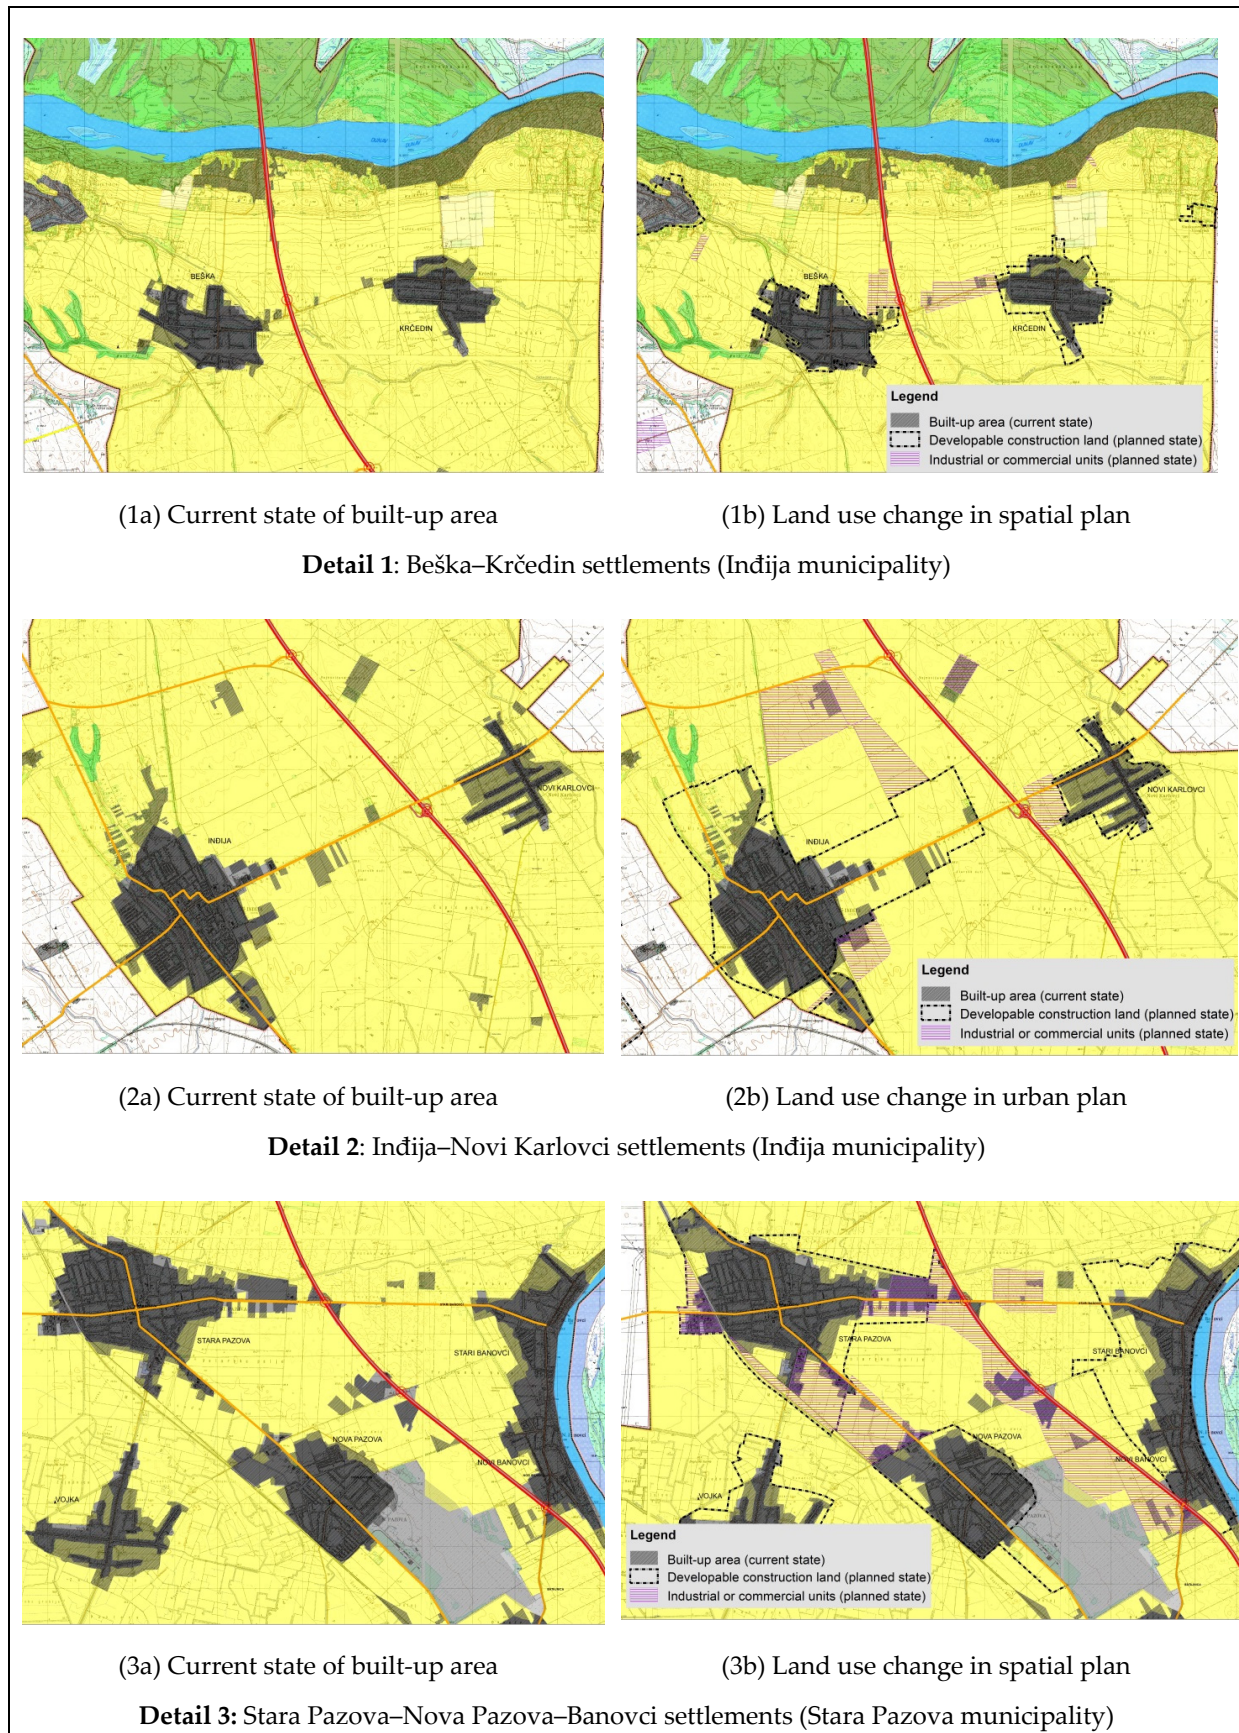 DUNAV
DUNAV
BEŠKA
KRČEDIN
BEŠKA
KRČEDIN
Legend
Built-up area (current state)
Developable construction land (planned state)
Industrial or commercial units (planned state)
(1a) Current state of built-up area
(1b) Land use change in spatial plan
Detail 1: Beška–Krčedin settlements (Inđija municipality)
NOVI KARLOVCI
INĐIJA
NOVI KARLOVCI
INĐIJA
Legend
Built-up area (current state)
Developable construction land (planned state)
Industrial or commercial units (planned state)
(2a) Current state of built-up area
(2b) Land use change in urban plan
Detail 2: Inđija–Novi Karlovci settlements (Inđija municipality)
STARA PAZOVA
STARI BANOVCI
NOVA PAZOVA
NOVI BANOVCI
VOJKA
STARA PAZOVA
STARI BANOVCI
NOVA PAZOVA
NOVI BANOVCI
VOJKA
Legend
Built-up area (current state)
Developable construction land (planned state)
Industrial or commercial units (planned state)
(3a) Current state of built-up area
(3b) Land use change in spatial plan
Detail 3: Stara Pazova–Nova Pazova–Banovci settlements (Stara Pazova municipality)